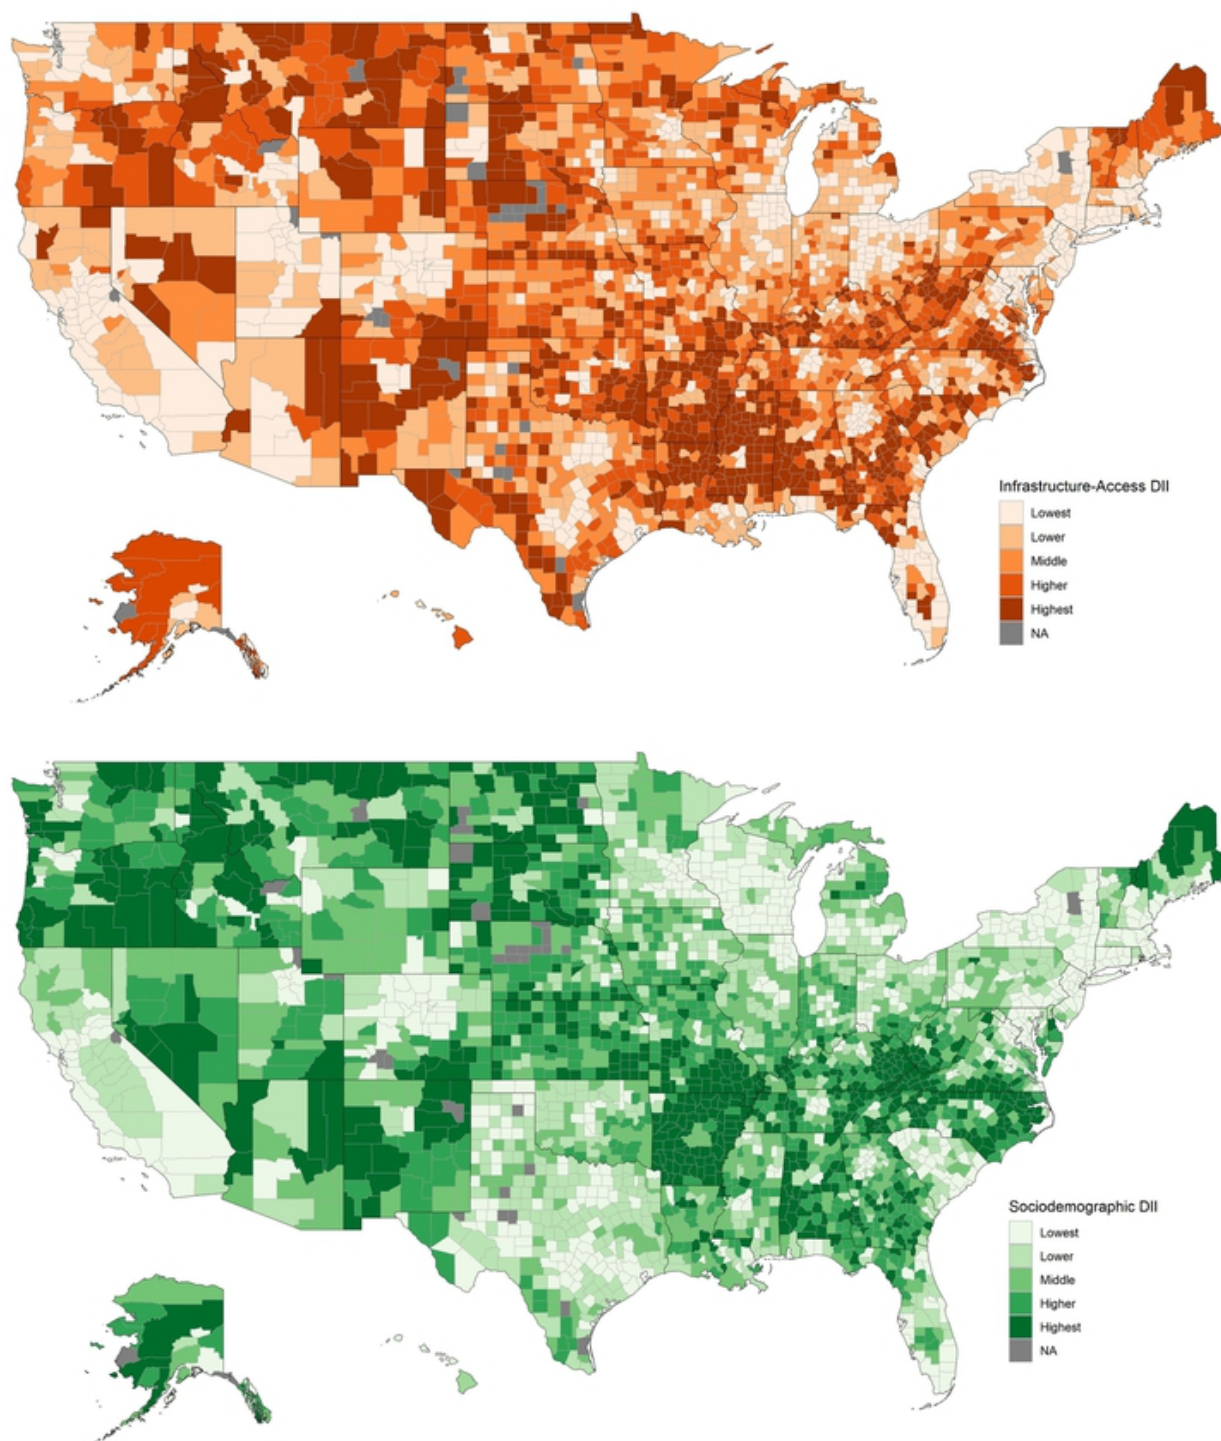 Infrastructure-Access DII
Lowest
Lower
Middle
Higher
Highest
NA
Sociodemographic DII
Lowest
Lower
Middle
Higher
Highest
NA